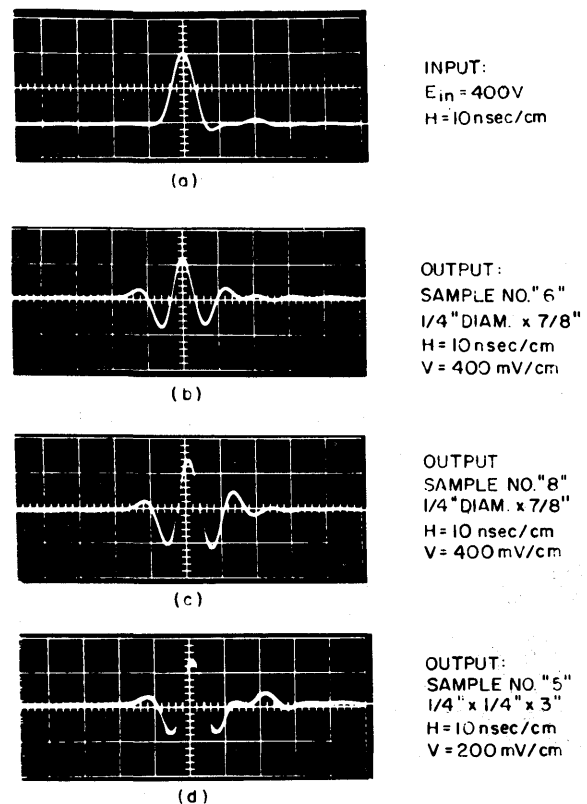 INPUT:
Ein = 400V
H = 10 nsec/cm
(a)
OUTPUT:
SAMPLE NO. "6"
1/4" DIAM. x 7/8"
H = 10 nsec/cm
V = 400 mV/cm
(b)
OUTPUT
SAMPLE NO. "8"
1/4" DIAM. x 7/8"
H = 10 nsec/cm
V = 400 mV/cm
(c)
OUTPUT:
SAMPLE NO. "5"
1/4" x 1/4" x 3"
H = 10 nsec/cm
V = 200 mV/cm
(d)